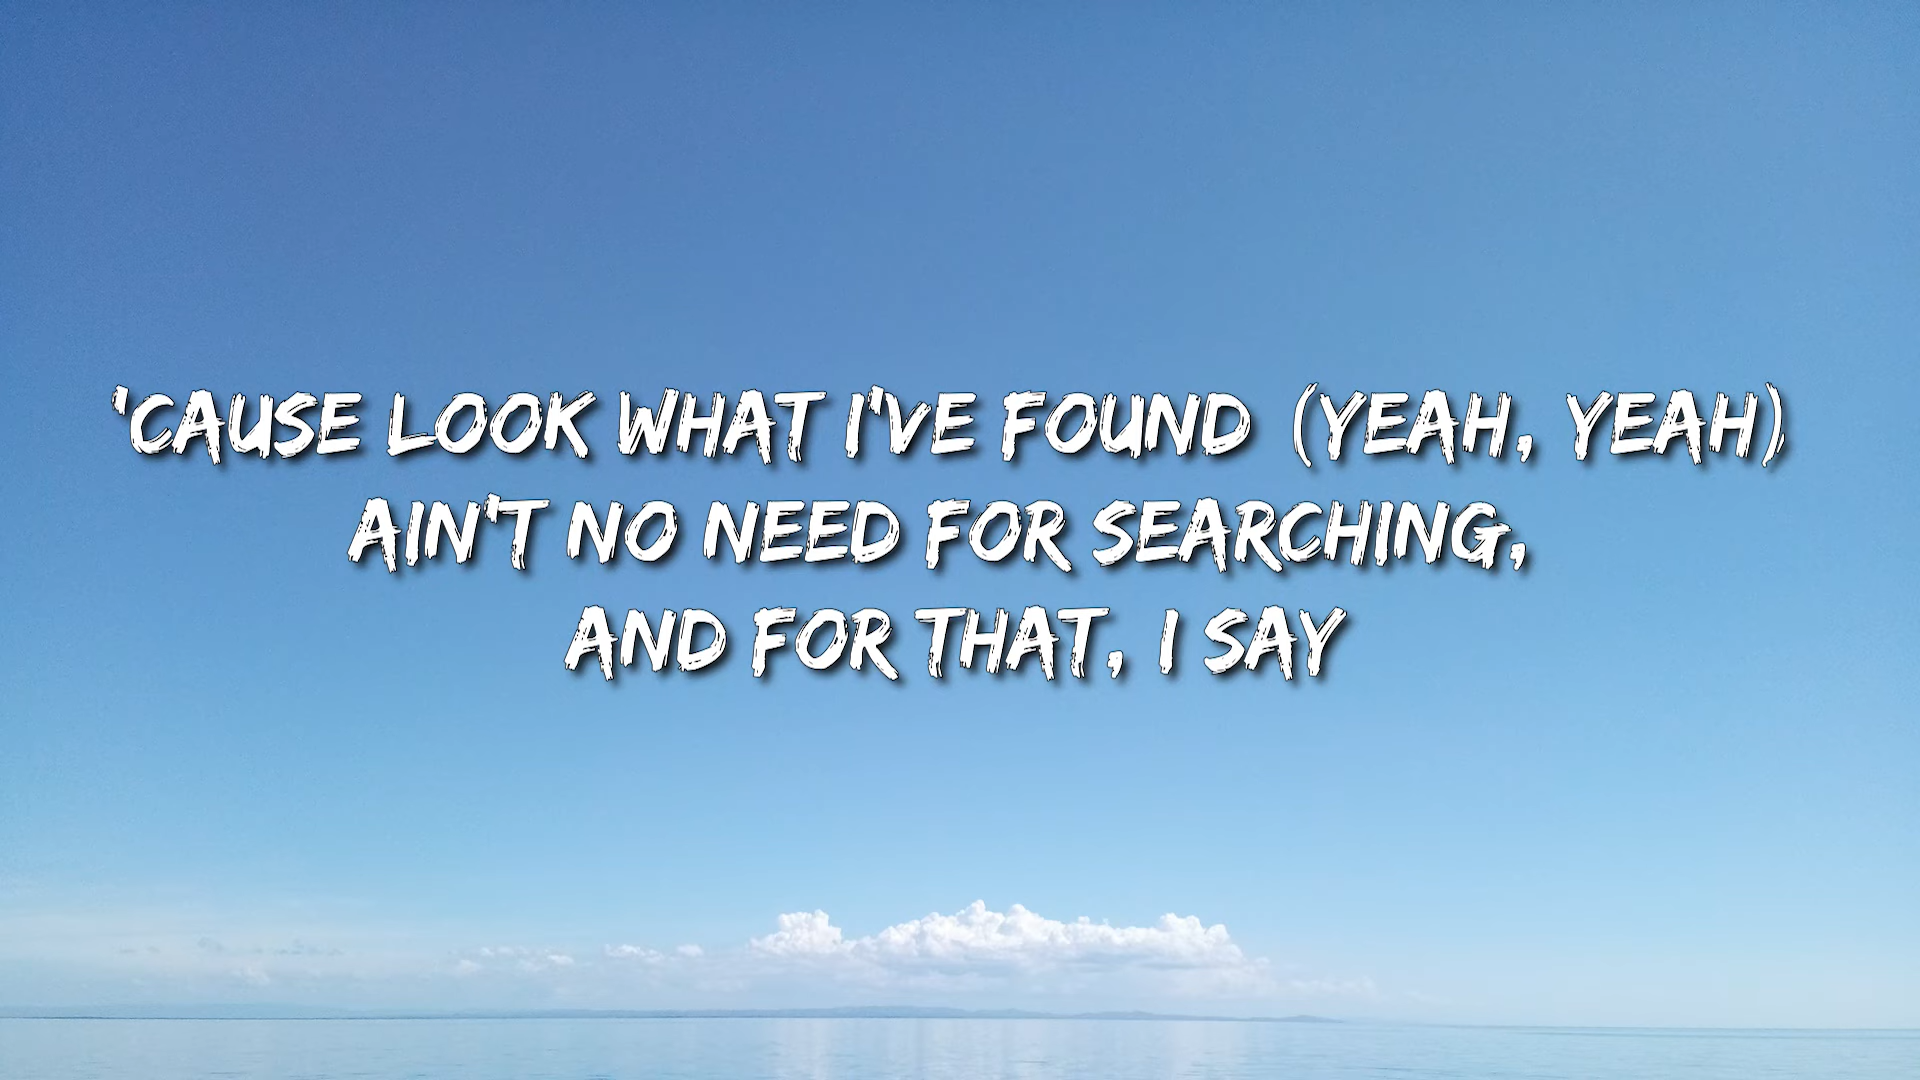 'CAUSE LOOK WHAT I'VE FOUND (YEAH, YEAH)
AIN'T NO NEED FOR SEARCHING,
AND FOR THAT, I SAY